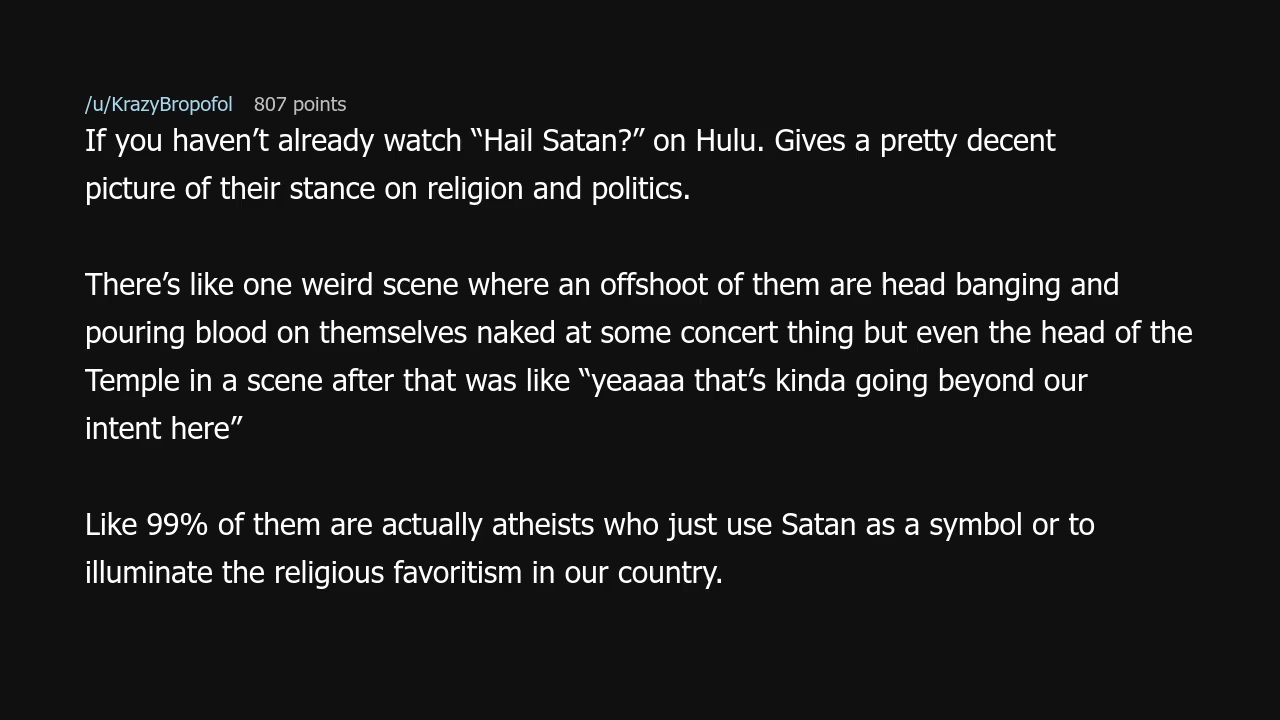 /u/KrazyBropofol 807 points
If you haven’t already watch “Hail Satan?” on Hulu. Gives a pretty decent
picture of their stance on religion and politics.
There’s like one weird scene where an offshoot of them are head banging and
pouring blood on themselves naked at some concert thing but even the head of the
Temple in a scene after that was like “yeaaaa that’s kinda going beyond our
intent here”
Like 99% of them are actually atheists who just use Satan as a symbol or to
illuminate the religious favoritism in our country.